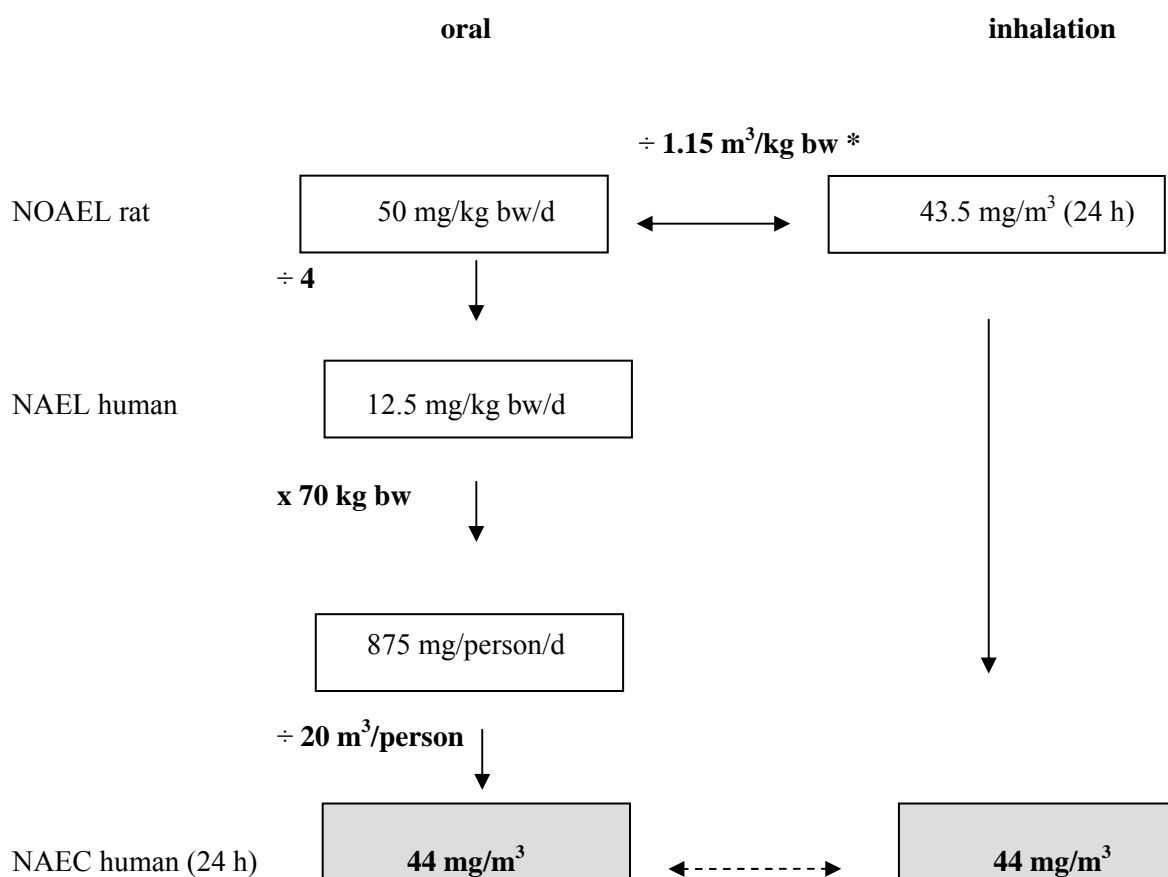 oral inhalation
÷ 1.15 m³/kg bw *
NOAEL rat 50 mg/kg bw/d 43.5 mg/m³ (24 h)
÷ 4
NAEL human 12.5 mg/kg bw/d
x 70 kg bw
875 mg/person/d
÷ 20 m³/person
NAEC human (24 h) 44 mg/m³ 44 mg/m³